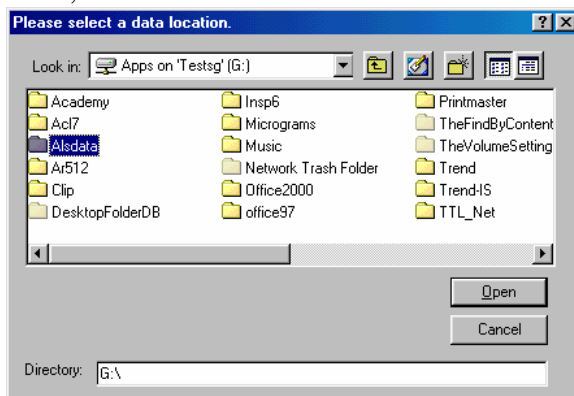 Please select a data location.
Look in: Apps on 'Testsg' (G:)
Academy Insp6 Printmaster
Acl7 Micrograms TheFindByContent
Alsdata Music TheVolumeSetting
Ar512 Network Trash Folder Trend
Clip Office2000 Trend-IS
DesktopFolderDB office97 TTL_Net
Open
Cancel
Directory: G:\